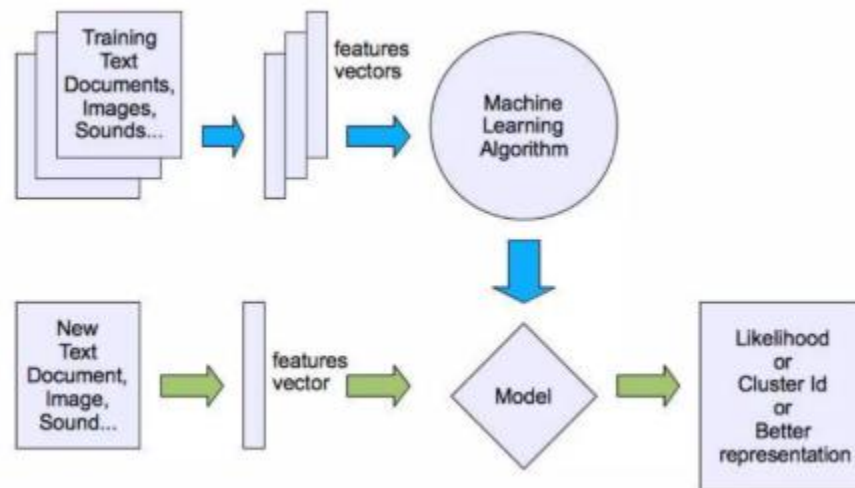 Training
Text
Documents,
Images,
Sounds...
features
vectors
Machine
Learning
Algorithm
New
Text
Document,
Image,
Sound...
features
vector
Model
Likelihood
or
Cluster Id
or
Better
representation